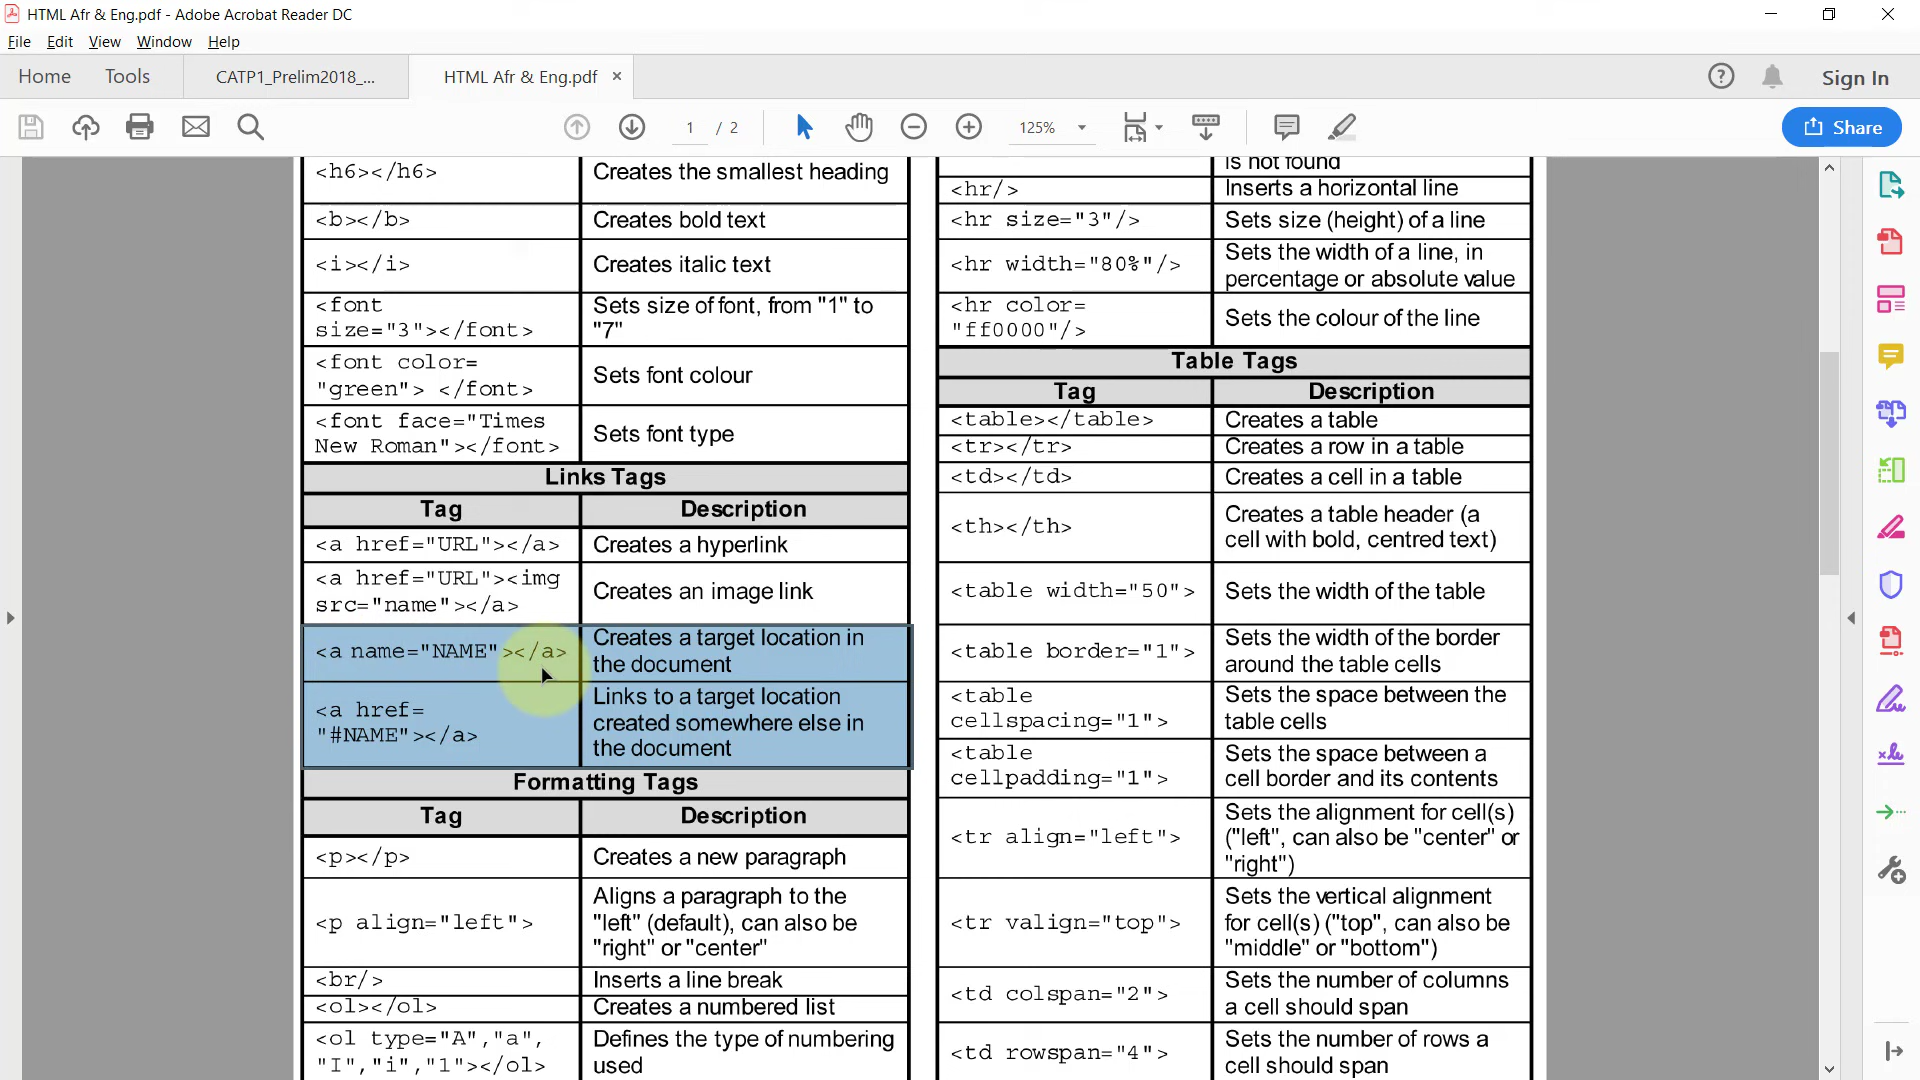 HTML Afr & Eng.pdf - Adobe Acrobat Reader DC
File Edit View Window Help
Home Tools CATP1_Prelim2018_... HTML Afr & Eng.pdf × Sign In
1 / 2 125% Share
<h6></h6> Creates the smallest heading
<b></b> Creates bold text
<i></i> Creates italic text
<font
size="3"></font>
Sets size of font, from "1" to
"7"
<font color=
"green"> </font>
Sets font colour
<font face="Times
New Roman"></font>
Sets font type
Links Tags
Tag Description
<a href="URL"></a> Creates a hyperlink
<a href="URL"><img
src="name"></a>
Creates an image link
<a name="NAME"></a>
Creates a target location in
the document
<a href=
"#NAME"></a>
Links to a target location
created somewhere else in
the document
Formatting Tags
Tag Description
<p></p> Creates a new paragraph
<p align="left">
Aligns a paragraph to the
"left" (default), can also be
"right" or "center"
<br/> Inserts a line break
<ol></ol> Creates a numbered list
<ol type="A","a",
"I","i","1"></ol>
Defines the type of numbering
used
is not found
<hr/> Inserts a horizontal line
<hr size="3"/> Sets size (height) of a line
<hr width="80%"/>
Sets the width of a line, in
percentage or absolute value
<hr color=
"ff0000"/>
Sets the colour of the line
Table Tags
Tag Description
<table></table> Creates a table
<tr></tr> Creates a row in a table
<td></td> Creates a cell in a table
<th></th>
Creates a table header (a
cell with bold, centred text)
<table width="50"> Sets the width of the table
<table border="1">
Sets the width of the border
around the table cells
<table
cellspacing="1">
Sets the space between the
table cells
<table
cellpadding="1">
Sets the space between a
cell border and its contents
<tr align="left">
Sets the alignment for cell(s)
("left", can also be "center" or
"right")
<tr valign="top">
Sets the vertical alignment
for cell(s) ("top", can also be
"middle" or "bottom")
<td colspan="2">
Sets the number of columns
a cell should span
<td rowspan="4">
Sets the number of rows a
cell should span